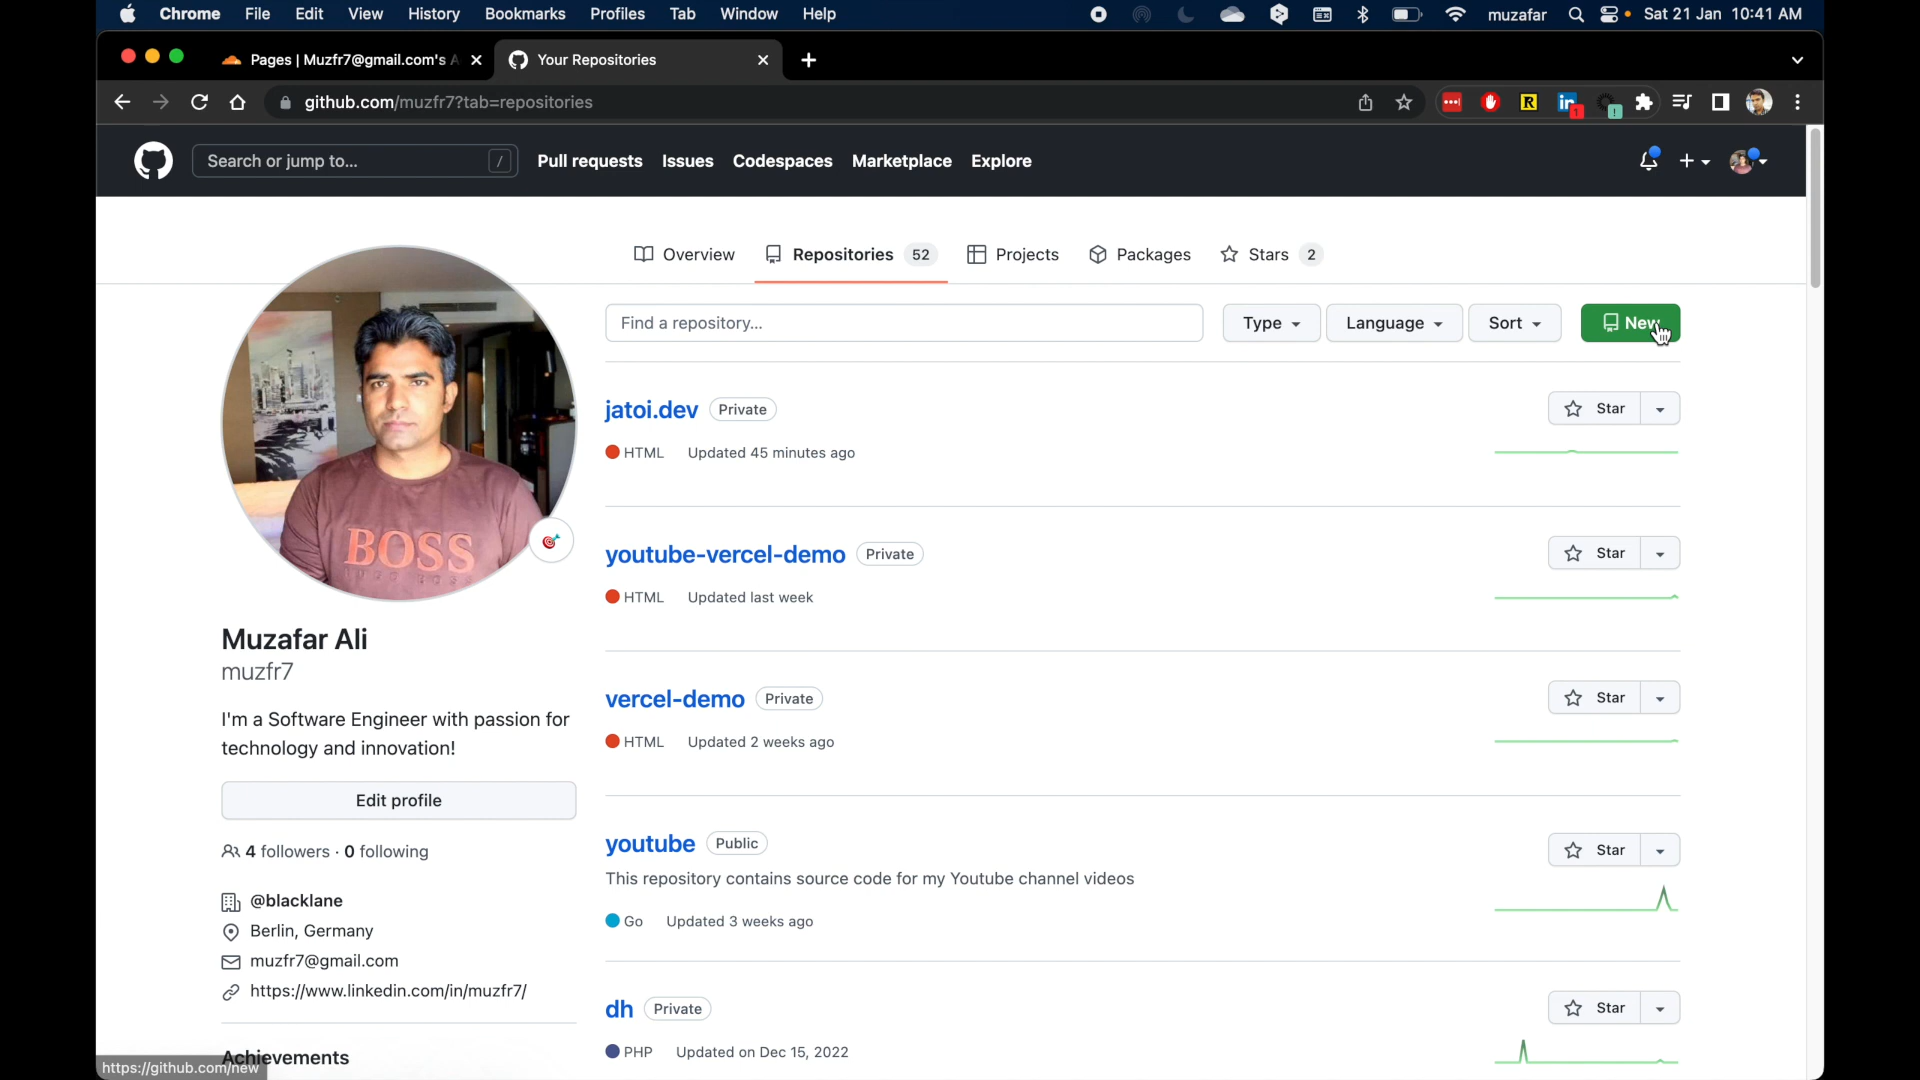 Chrome File Edit View History Bookmarks Profiles Tab Window Help muzafar Sat 21 Jan 10:41 AM
Pages | Muzfr7@gmail.com's A
Your Repositories
github.com/muzfr7?tab=repositories
Search or jump to... / Pull requests Issues Codespaces Marketplace Explore
Overview Repositories 52 Projects Packages Stars 2
Find a repository... Type Language Sort New
jatoi.dev Private Star
HTML Updated 45 minutes ago
youtube-vercel-demo Private Star
HTML Updated last week
vercel-demo Private Star
HTML Updated 2 weeks ago
youtube Public Star
This repository contains source code for my Youtube channel videos
Go Updated 3 weeks ago
dh Private Star
PHP Updated on Dec 15, 2022
BOSS
Muzafar Ali
muzfr7
I'm a Software Engineer with passion for
technology and innovation!
Edit profile
4 followers · 0 following
@blacklane
Berlin, Germany
muzfr7@gmail.com
https://www.linkedin.com/in/muzfr7/
Achievements
https://github.com/new